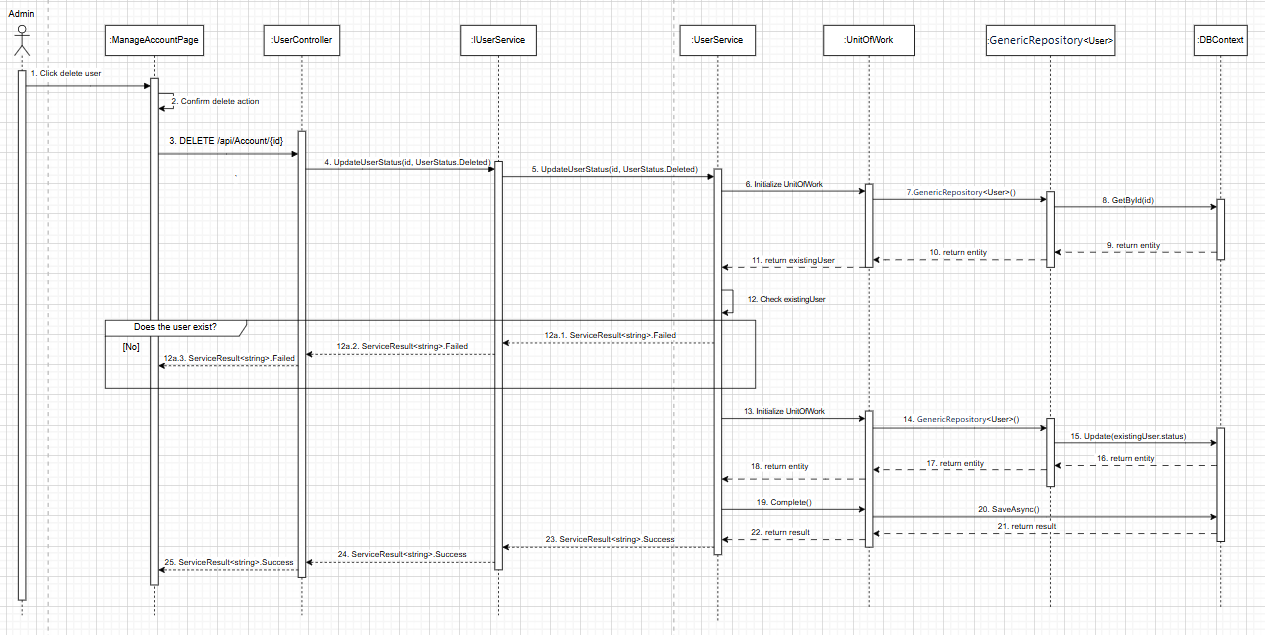 Admin
:ManageAccountPage
:UserController
:IUserService
:UserService
:UnitOfWork
:GenericRepository<User>
:DBContext
1. Click delete user
2. Confirm delete action
3. DELETE /api/Account/{id}
4. UpdateUserStatus(id, UserStatus.Deleted)
5. UpdateUserStatus(id, UserStatus.Deleted)
6. Initialize UnitOfWork
7.GenericRepository<User>()
8. GetById(id)
9. return entity
10. return entity
11. return existingUser
12. Check existingUser
Does the user exist?
[No]
12a.1. ServiceResult<string>.Failed
12a.2. ServiceResult<string>.Failed
12a.3. ServiceResult<string>.Failed
13. Initialize UnitOfWork
14. GenericRepository<User>()
15. Update(existingUser.status)
16. return entity
17. return entity
18. return entity
19. Complete()
20. SaveAsync()
21. return result
22. return result
23. ServiceResult<string>.Success
24. ServiceResult<string>.Success
25. ServiceResult<string>.Success